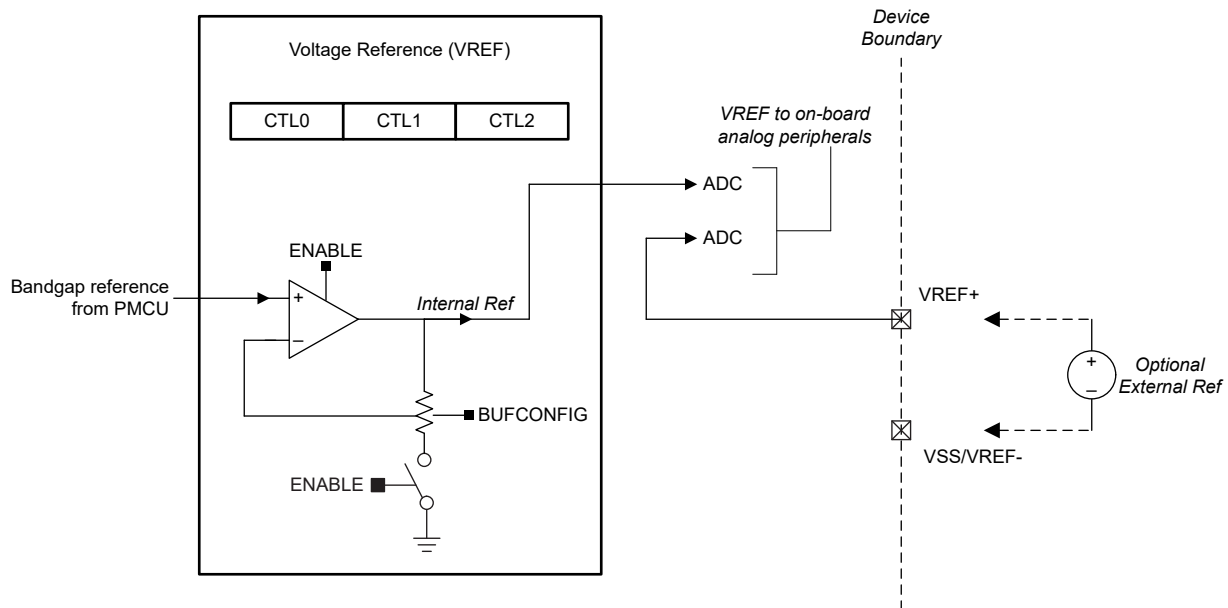 Device
Boundary
Voltage Reference (VREF)
CTL0 CTL1 CTL2
VREF to on-board
analog peripherals
ADC
ADC
ENABLE
Bandgap reference
from PMCU
+
−
Internal Ref
VREF+
+
−
Optional
External Ref
BUFCONFIG
VSS/VREF-
ENABLE